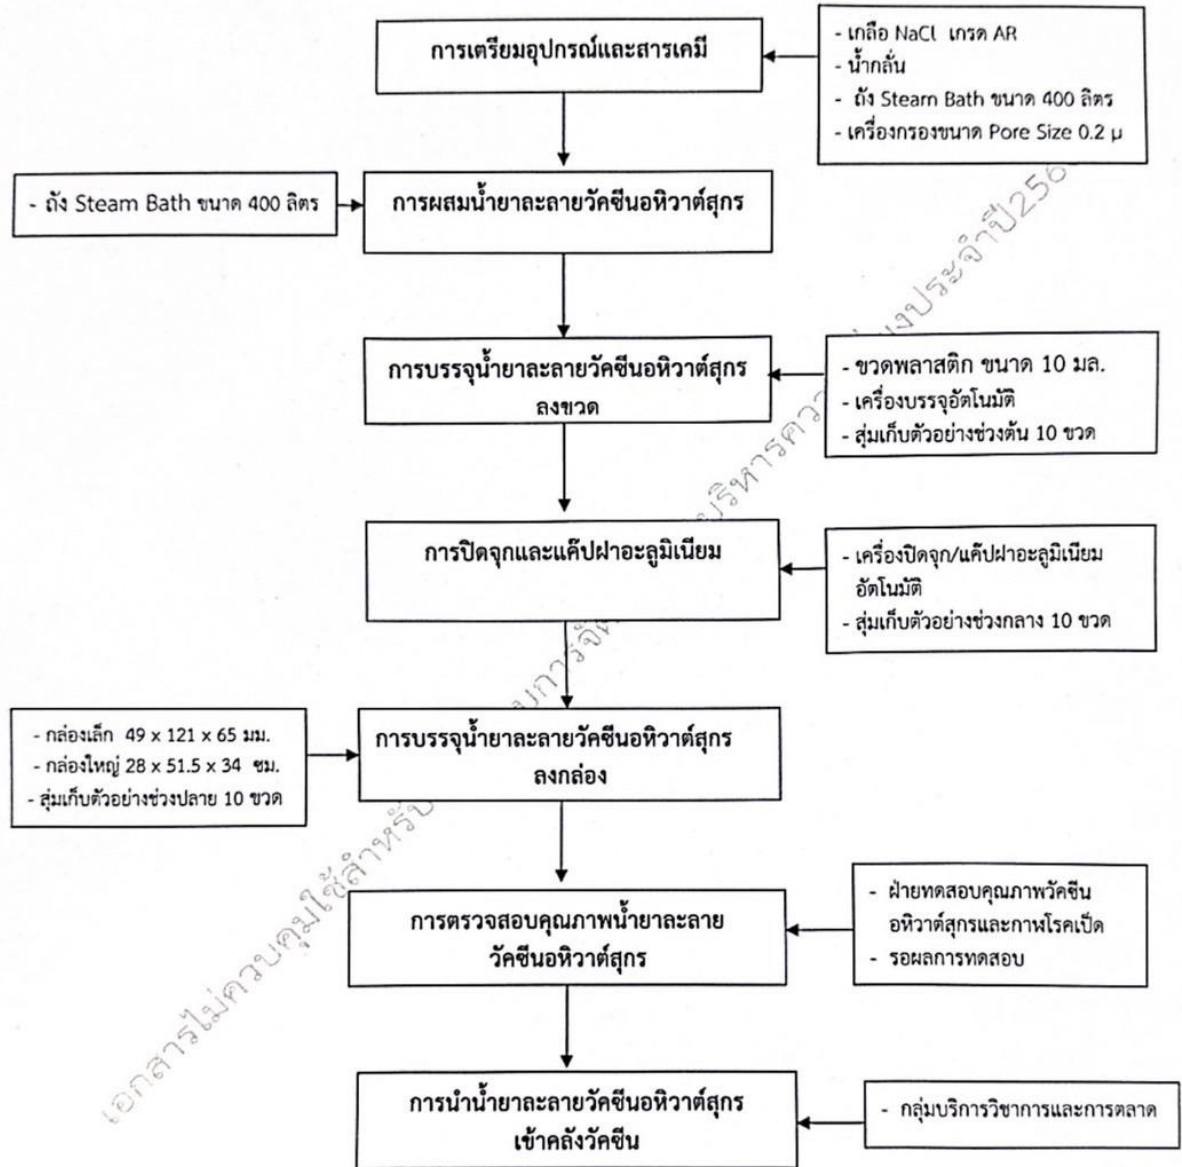 การเตรียมอุปกรณ์และสารเคมี
- เกลือ NaCl เกรด AR
- น้ำกลั่น
- ถัง Steam Bath ขนาด 400 ลิตร
- เครื่องกรองขนาด Pore Size 0.2 μ
- ถัง Steam Bath ขนาด 400 ลิตร
การผสมน้ำยาละลายวัคซีนอหิวาต์สุกร
การบรรจุน้ำยาละลายวัคซีนอหิวาต์สุกร
ลงขวด
- ขวดพลาสติก ขนาด 10 มล.
- เครื่องบรรจุอัตโนมัติ
- สุ่มเก็บตัวอย่างช่วงต้น 10 ขวด
การปิดจุกและแค๊ปฝาอะลูมิเนียม
- เครื่องปิดจุก/แค๊ปฝาอะลูมิเนียม
อัตโนมัติ
- สุ่มเก็บตัวอย่างช่วงกลาง 10 ขวด
- กล่องเล็ก 49 x 121 x 65 มม.
- กล่องใหญ่ 28 x 51.5 x 34 ซม.
- สุ่มเก็บตัวอย่างช่วงปลาย 10 ขวด
การบรรจุน้ำยาละลายวัคซีนอหิวาต์สุกร
ลงกล่อง
การตรวจสอบคุณภาพน้ำยาละลาย
วัคซีนอหิวาต์สุกร
- ฝ่ายทดสอบคุณภาพวัคซีน
อหิวาต์สุกรและกาฬโรคเป็ด
- รอผลการทดสอบ
การนำน้ำยาละลายวัคซีนอหิวาต์สุกร
เข้าคลังวัคซีน
- กลุ่มบริการวิชาการและการตลาด
เอกสารไม่ควบคุมใช้สำหรับ